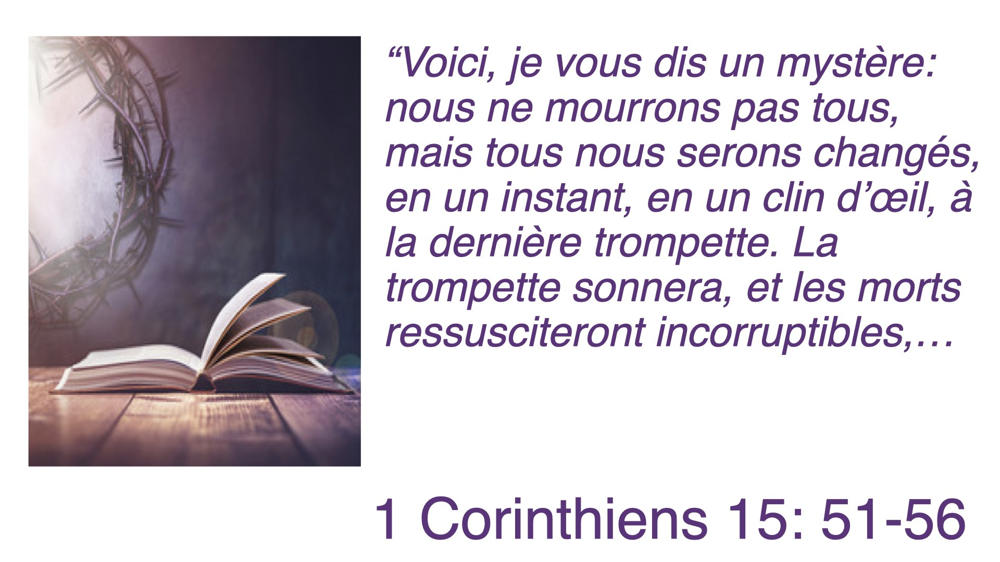 “Voici, je vous dis un mystère:
nous ne mourrons pas tous,
mais tous nous serons changés,
en un instant, en un clin d’œil, à
la dernière trompette. La
trompette sonnera, et les morts
ressusciteront incorruptibles,…
1 Corinthiens 15: 51-56